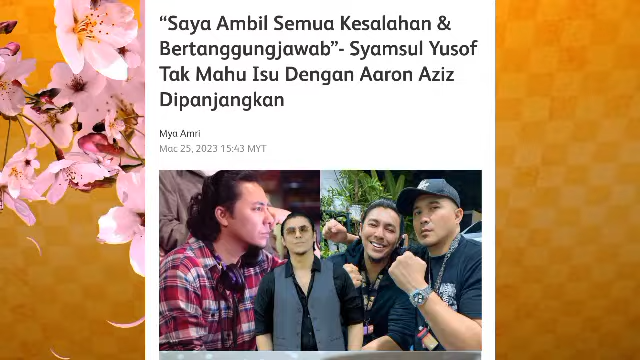 “Saya Ambil Semua Kesalahan &
Bertanggungjawab”- Syamsul Yusof
Tak Mahu Isu Dengan Aaron Aziz
Dipanjangkan
Mya Amri
Mac 25, 2023 15:43 MYT